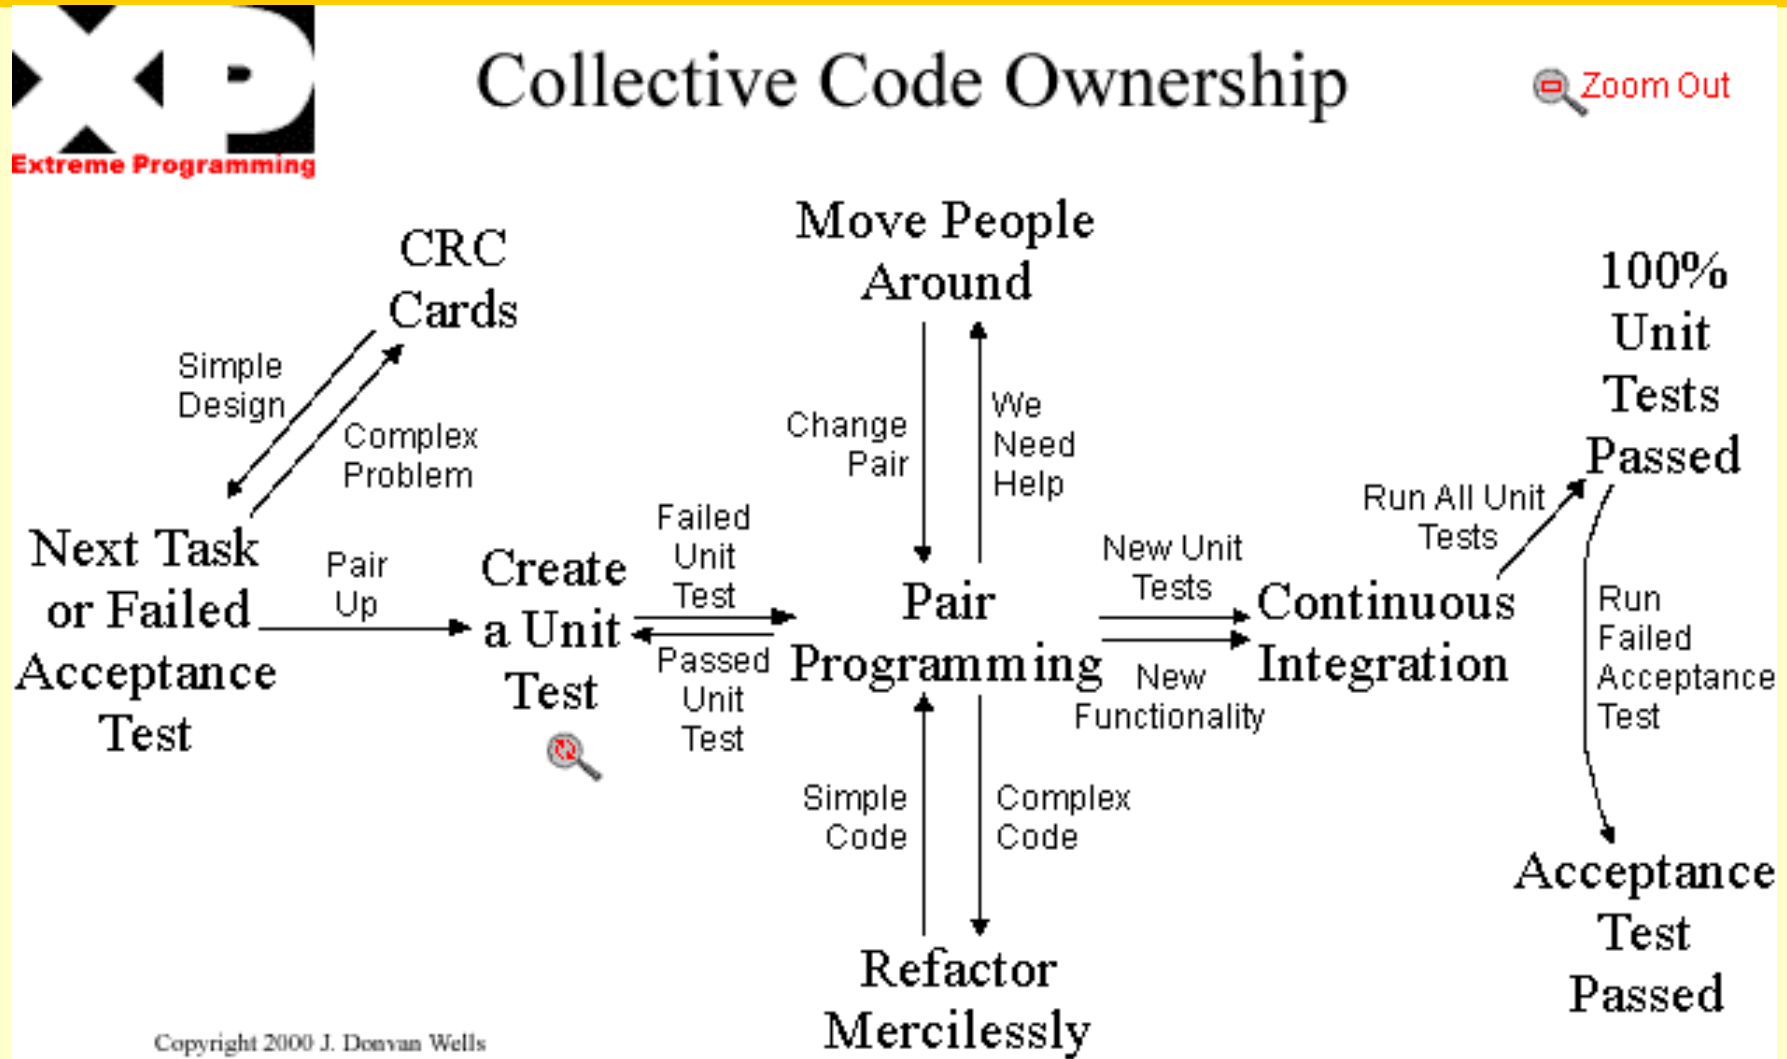 XP
Extreme Programming
Collective Code Ownership
Zoom Out
CRC
Cards
Simple
Design
Complex
Problem
Next Task
or Failed
Acceptance
Test
Pair
Up
Create
a Unit
Test
Failed
Unit
Test
Passed
Unit
Test
Move People
Around
Change
Pair
We
Need
Help
Pair
Programming
Simple
Code
Complex
Code
Refactor
Mercilessly
New Unit
Tests
New
Functionality
Continuous
Integration
Run All Unit
Tests
100%
Unit
Tests
Passed
Run
Failed
Acceptance
Test
Acceptance
Test
Passed
Copyright 2000 J. Donvan Wells